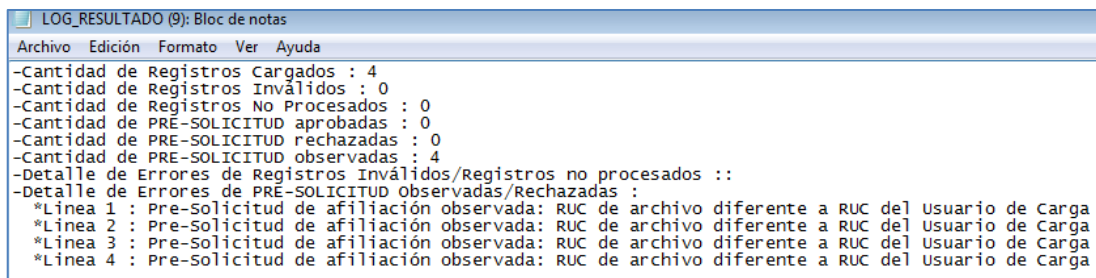 LOG_RESULTADO (9): Bloc de notas
Archivo Edición Formato Ver Ayuda
-Cantidad de Registros Cargados : 4
-Cantidad de Registros Inválidos : 0
-Cantidad de Registros No Procesados : 0
-Cantidad de PRE-SOLICITUD aprobadas : 0
-Cantidad de PRE-SOLICITUD rechazadas : 0
-Cantidad de PRE-SOLICITUD observadas : 4
-Detalle de Errores de Registros Inválidos/Registros no procesados ::
-Detalle de Errores de PRE-SOLICITUD Observadas/Rechazadas :
*Linea 1 : Pre-Solicitud de afiliación observada: RUC de archivo diferente a RUC del Usuario de Carga
*Linea 2 : Pre-Solicitud de afiliación observada: RUC de archivo diferente a RUC del Usuario de Carga
*Linea 3 : Pre-Solicitud de afiliación observada: RUC de archivo diferente a RUC del Usuario de Carga
*Linea 4 : Pre-Solicitud de afiliación observada: RUC de archivo diferente a RUC del Usuario de Carga